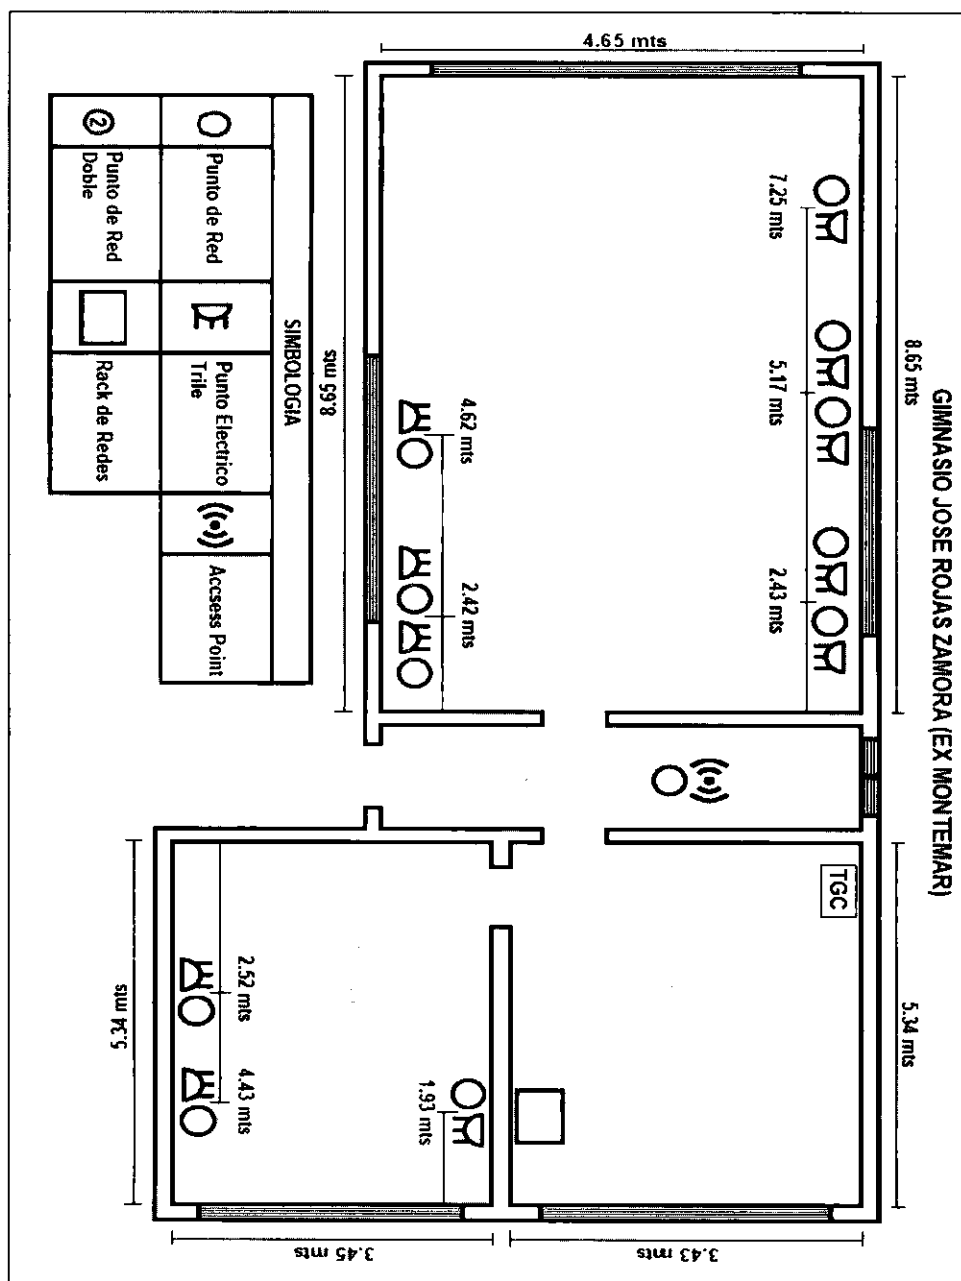 GIMNASIO JOSE ROJAS ZAMORA (EX MONTEMAR)
8.65 mts
5.34 mts
4.65 mts
7.25 mts
5.17 mts
2.43 mts
TGC
3.43 mts
4.62 mts
2.42 mts
1.93 mts
2.52 mts
4.43 mts
3.45 mts
8.65 mts
5.34 mts
SIMBOLOGIA
Punto de Red
Punto Electrico
Trile
Accsess Point
2
Punto de Red
Doble
Rack de Redes